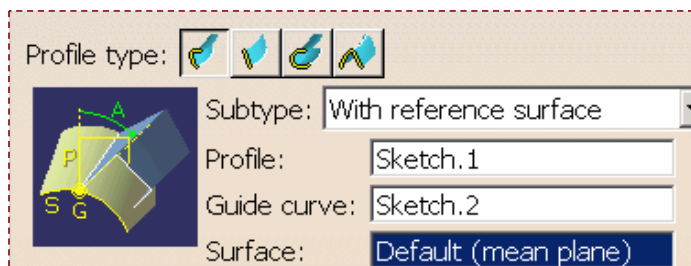 Profile type:
Subtype: With reference surface
A
P
S G
Profile: Sketch.1
Guide curve: Sketch.2
Surface: Default (mean plane)